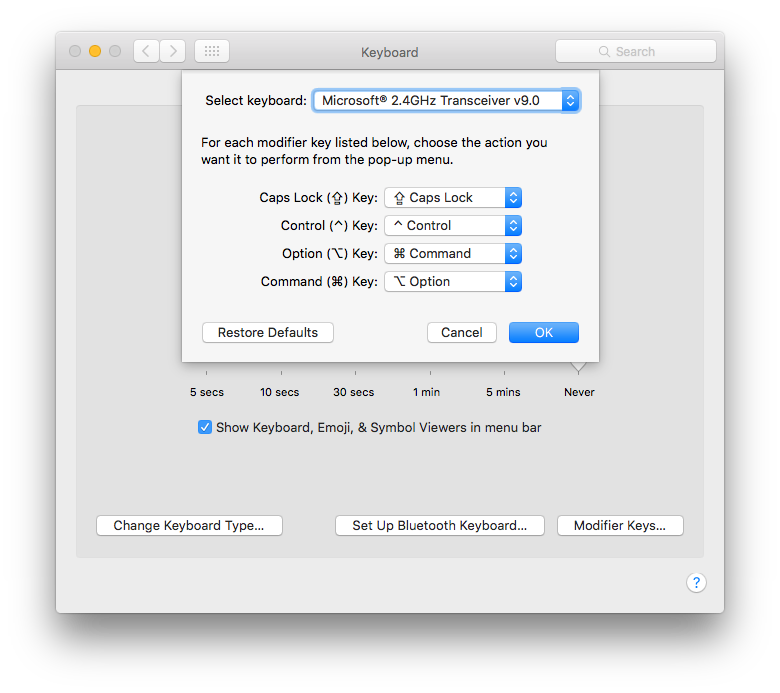 Keyboard
Search
Select keyboard: Microsoft® 2.4GHz Transceiver v9.0
For each modifier key listed below, choose the action you
want it to perform from the pop-up menu.
Caps Lock (⇪) Key: ⇪ Caps Lock
Control (^) Key: ^ Control
Option (⌥) Key: ⌘ Command
Command (⌘) Key: ⌥ Option
Restore Defaults Cancel OK
5 secs 10 secs 30 secs 1 min 5 mins Never
Show Keyboard, Emoji, & Symbol Viewers in menu bar
Change Keyboard Type... Set Up Bluetooth Keyboard... Modifier Keys...
?